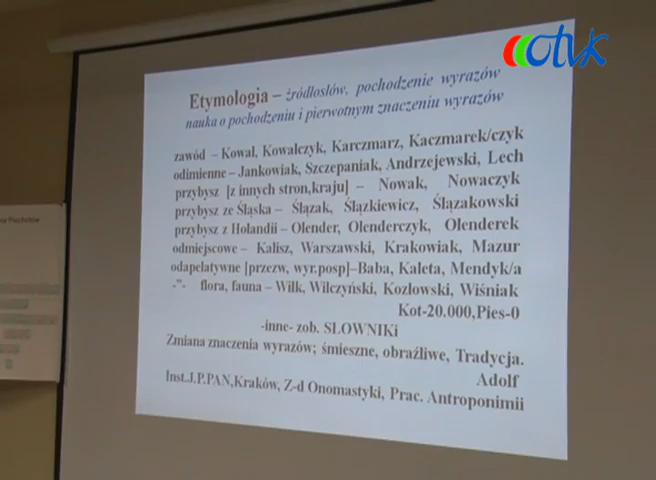 otvk
Etymologia – źródłosłów, pochodzenie wyrazów
nauka o pochodzeniu i pierwotnym znaczeniu wyrazów
zawód – Kowal, Kowalczyk, Karczmarz, Kaczmarek/czyk
odimienne – Jankowiak, Szczepaniak, Andrzejewski, Lech
przybysz [z innych stron,kraju] – Nowak, Nowaczyk
przybysz ze Śląska – Ślązak, Ślązkiewicz, Ślązakowski
przybysz z Holandii – Olender, Olenderczyk, Olenderek
odmiejscowe – Kalisz, Warszawski, Krakowiak, Mazur
odapelatywne [przezw, wyr.posp]–Baba, Kaleta, Mendyk/a
-”- flora, fauna – Wilk, Wilczyński, Kozłowski, Wiśniak
Kot-20.000,Pies-0
-inne- zob. SŁOWNIKi
Zmiana znaczenia wyrazów; śmieszne, obraźliwe, Tradycja.
Adolf
Inst.J.P.PAN,Kraków, Z-d Onomastyki, Prac. Antroponimii